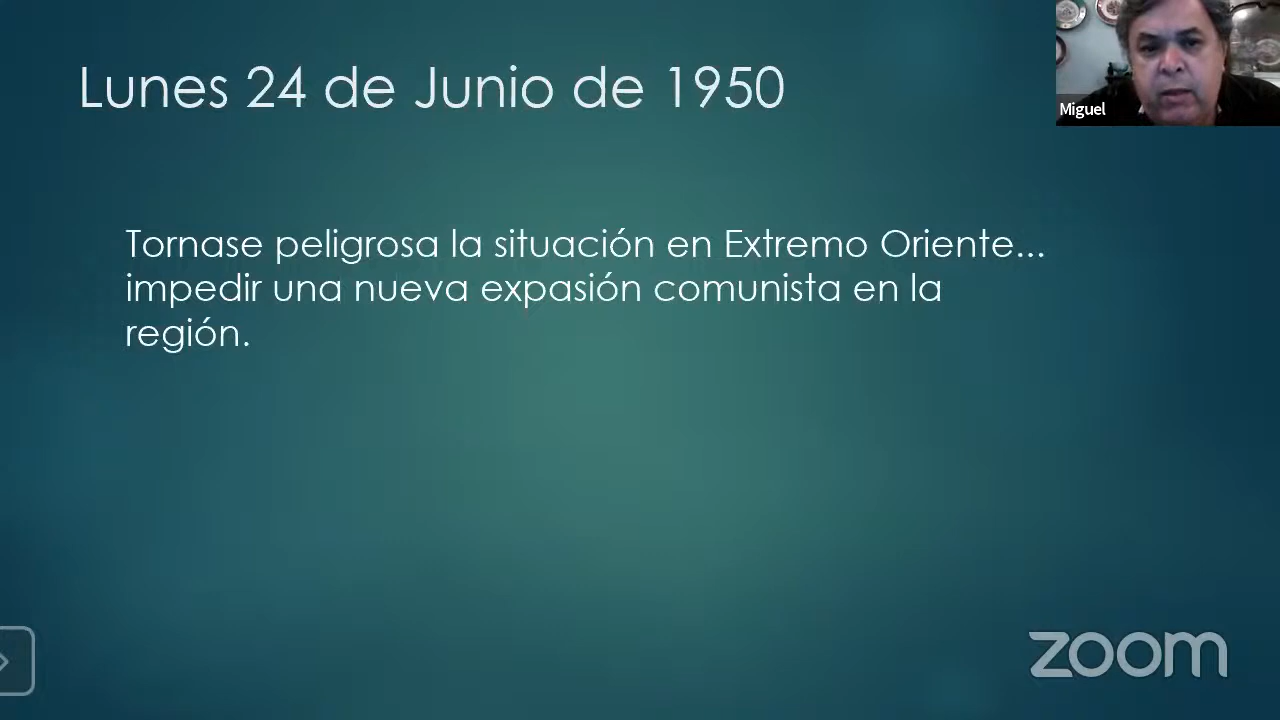 Lunes 24 de Junio de 1950
Miguel
Tornase peligrosa la situación en Extremo Oriente...
impedir una nueva expasión comunista en la
región.
zoom